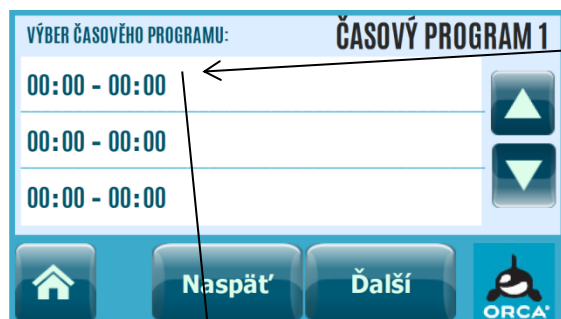 VÝBER ČASOVÉHO PROGRAMU:
ČASOVÝ PROGRAM 1
00:00 - 00:00
00:00 - 00:00
00:00 - 00:00
Naspäť
Ďalší
ORCA